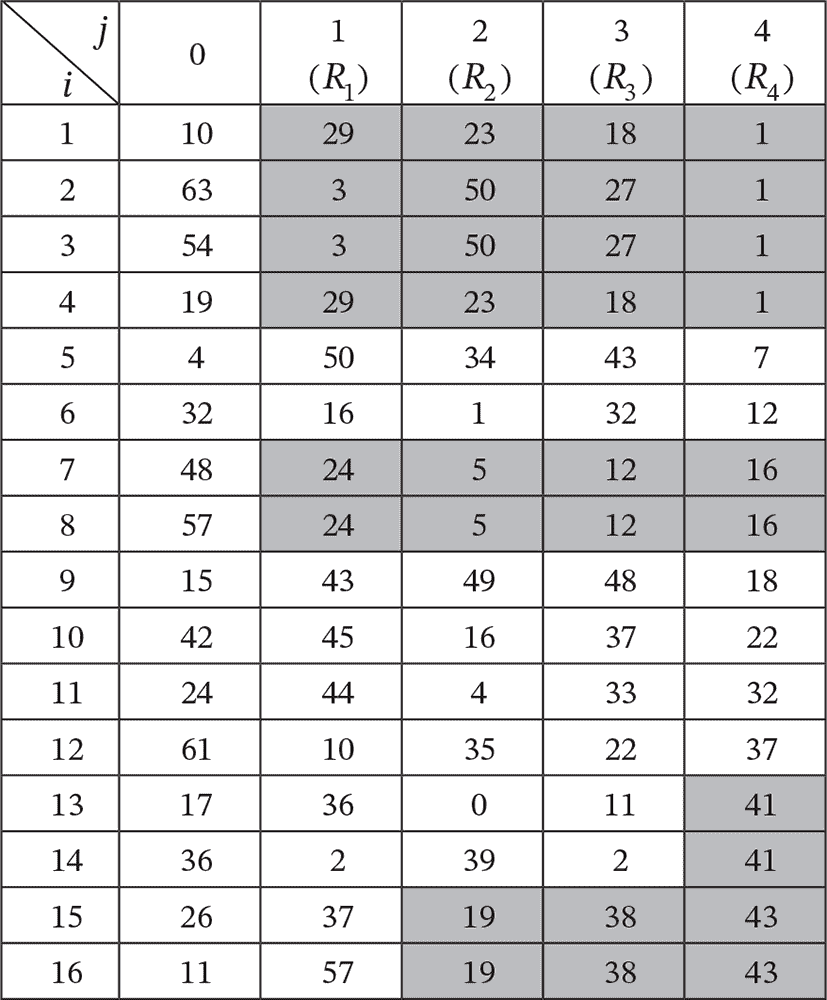 j 0 1 2 3 4
i (R₁) (R₂) (R₃) (R₄)
1 10 29 23 18 1
2 63 3 50 27 1
3 54 3 50 27 1
4 19 29 23 18 1
5 4 50 34 43 7
6 32 16 1 32 12
7 48 24 5 12 16
8 57 24 5 12 16
9 15 43 49 48 18
10 42 45 16 37 22
11 24 44 4 33 32
12 61 10 35 22 37
13 17 36 0 11 41
14 36 2 39 2 41
15 26 37 19 38 43
16 11 57 19 38 43